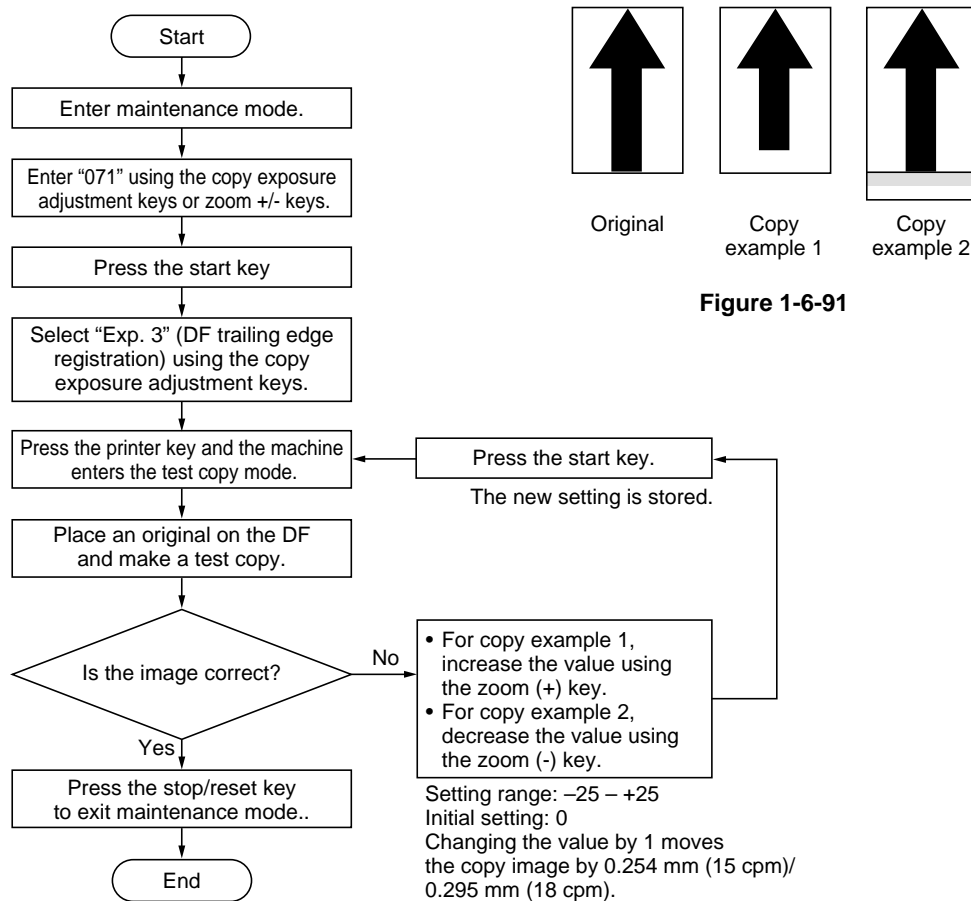 Start
Enter maintenance mode.
Enter “071” using the copy exposure
adjustment keys or zoom +/- keys.
Press the start key
Select “Exp. 3” (DF trailing edge
registration) using the copy
exposure adjustment keys.
Press the printer key and the machine
enters the test copy mode.
Place an original on the DF
and make a test copy.
Is the image correct?
No
Yes
Press the stop/reset key
to exit maintenance mode..
End
• For copy example 1,
increase the value using
the zoom (+) key.
• For copy example 2,
decrease the value using
the zoom (-) key.
Setting range: –25 – +25
Initial setting: 0
Changing the value by 1 moves
the copy image by 0.254 mm (15 cpm)/
0.295 mm (18 cpm).
Press the start key.
The new setting is stored.
Original
Copy
example 1
Copy
example 2
Figure 1-6-91